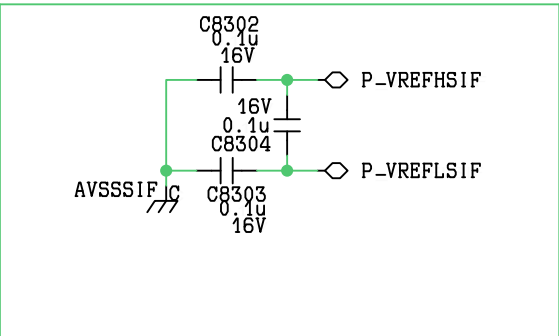 C8302
0.1u
16V
P_VREFHSIF
16V
0.1u
C8304
P_VREFLSIF
AVSSSIF_C
C8303
0.1u
16V